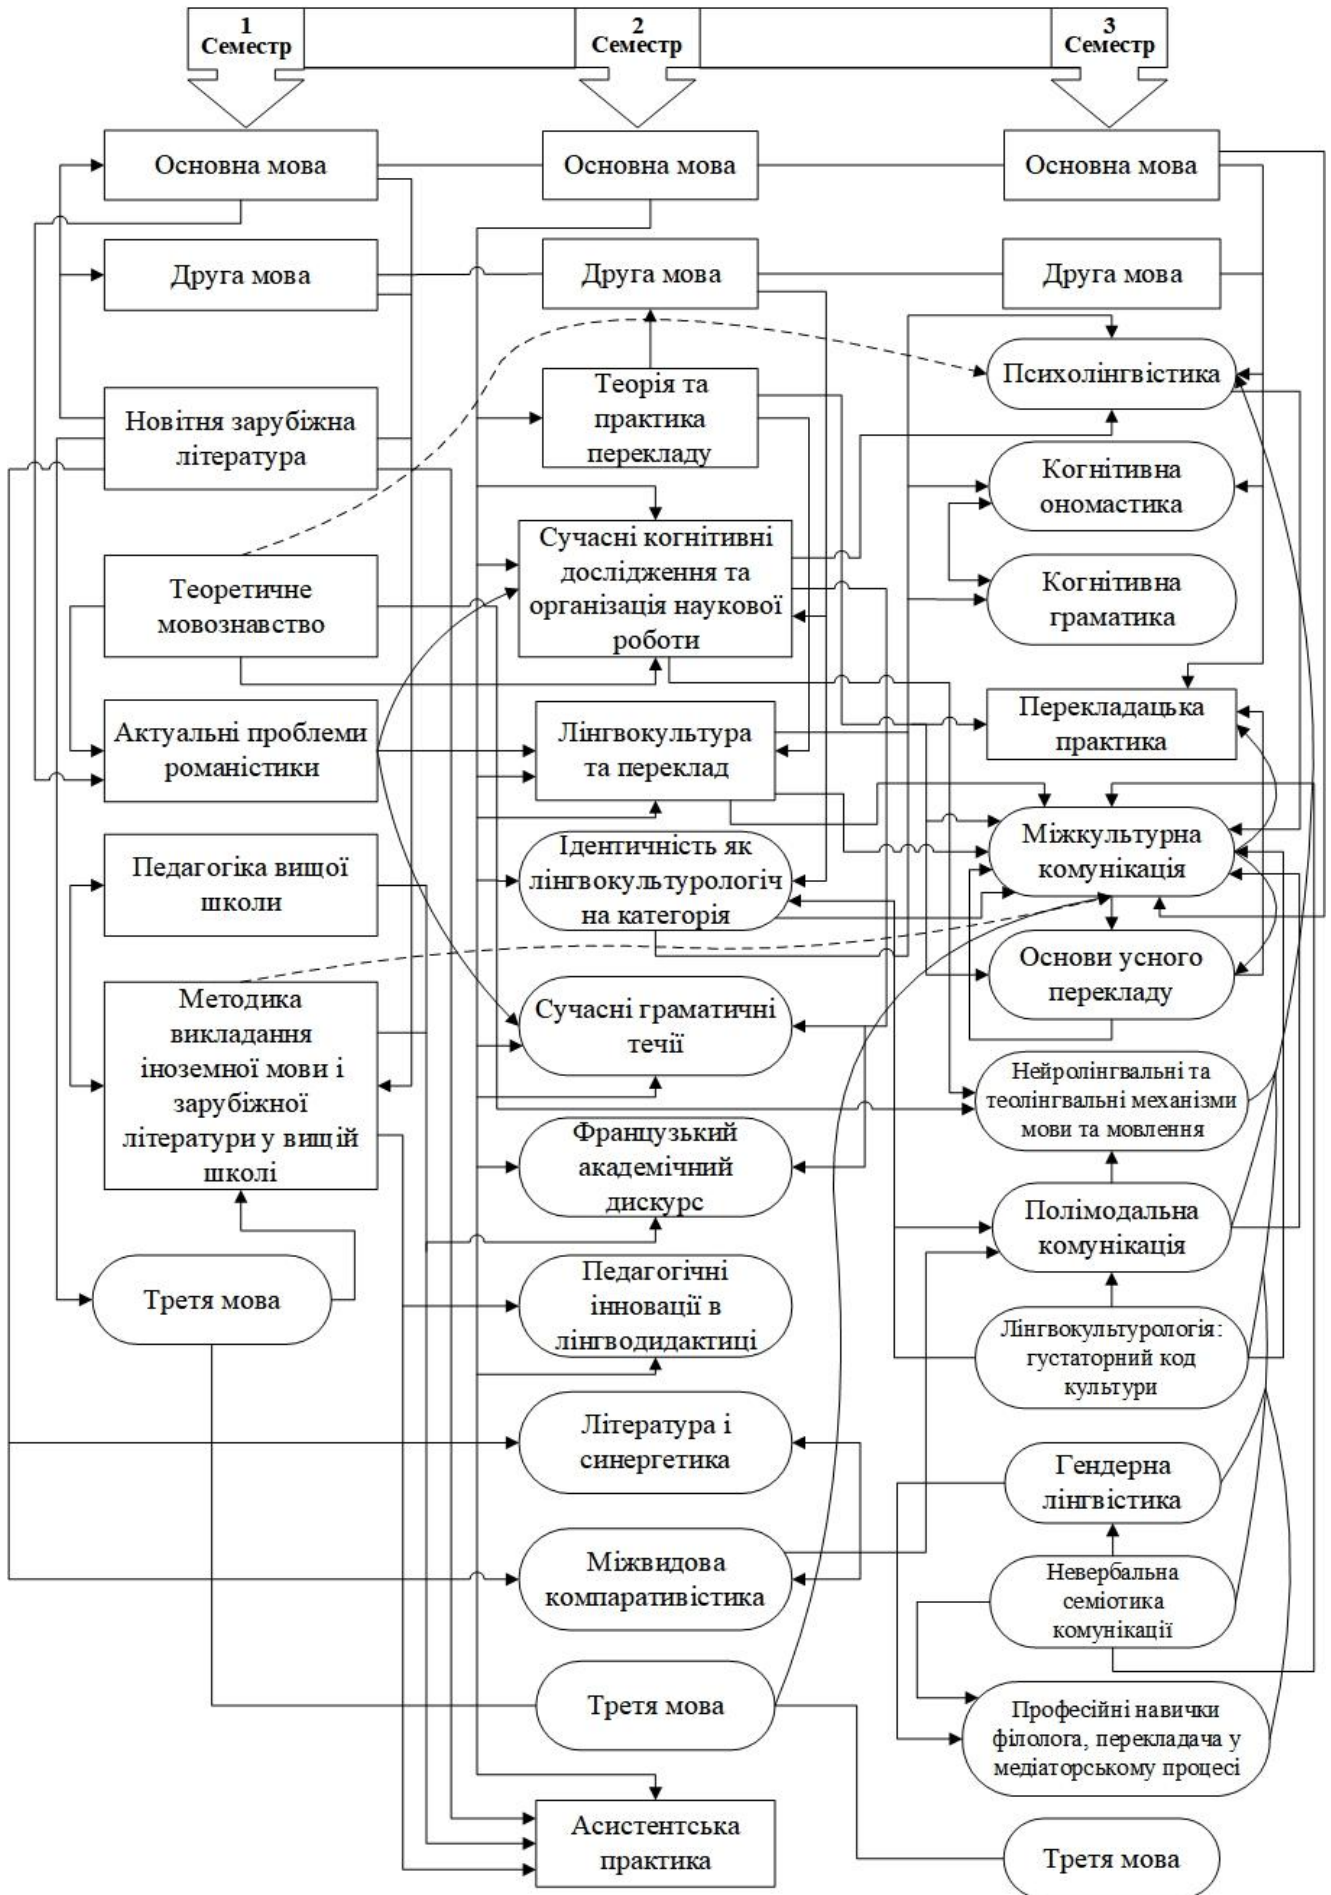 1
Семестр
2
Семестр
3
Семестр
Основна мова
Друга мова
Новітня зарубіжна
література
Теоретичне
мовознавство
Актуальні проблеми
романістики
Педагогіка вищої
школи
Методика
викладання
іноземної мови і
зарубіжної
літератури у вищій
школі
Третя мова
Основна мова
Друга мова
Теорія та
практика
перекладу
Сучасні когнітивні
дослідження та
організація наукової
роботи
Лінгвокультура
та переклад
Ідентичність як
лінгвокультурологіч
на категорія
Сучасні граматичні
течії
Французький
академічний
дискурс
Педагогічні
інновації в
лінгводидактиці
Література і
синергетика
Міжвидова
компаративістика
Третя мова
Асистентська
практика
Основна мова
Друга мова
Психолінгвістика
Когнітивна
ономастика
Когнітивна
граматика
Перекладацька
практика
Міжкультурна
комунікація
Основи усного
перекладу
Нейролінгвальні та
теолінгвальні механізми
мови та мовлення
Полімодальна
комунікація
Лінгвокультурологія:
густаторний код
культури
Гендерна
лінгвістика
Невербальна
семіотика
комунікації
Професійні навички
філолога, перекладача у
медіаторському процесі
Третя мова